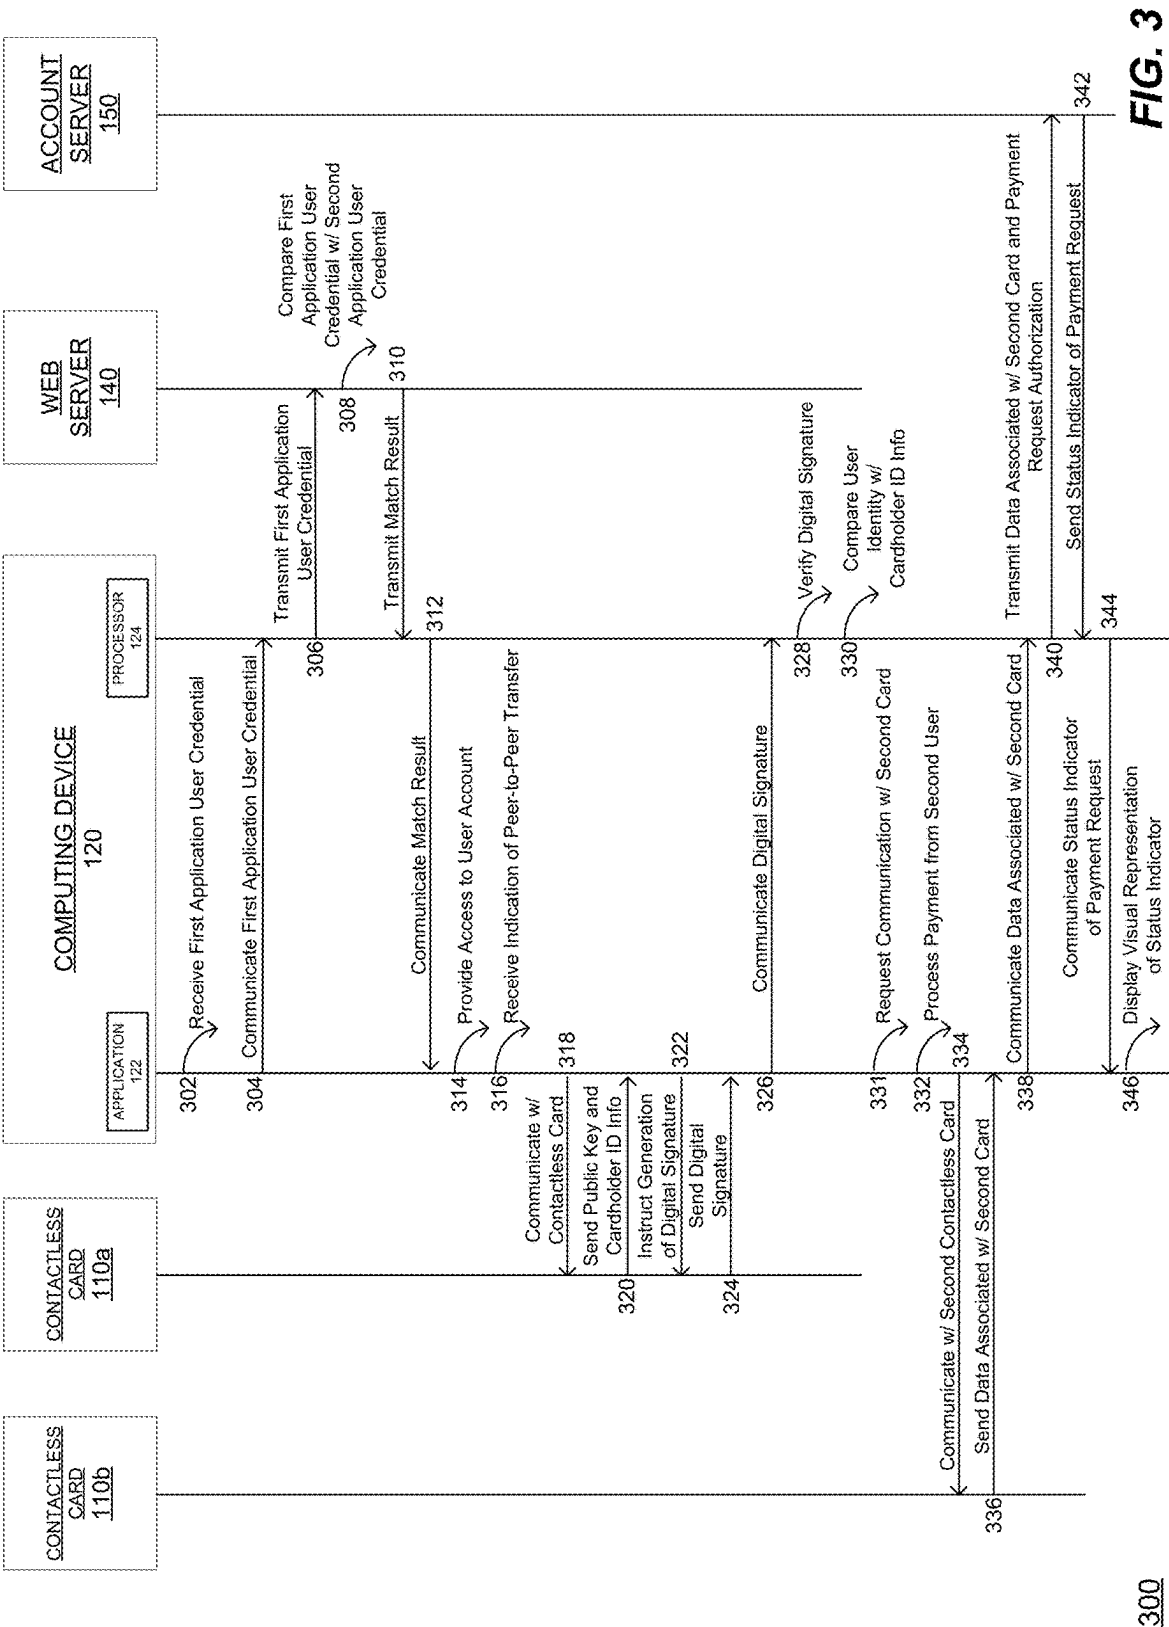 CONTACTLESS
CARD
110b
CONTACTLESS
CARD
110a
COMPUTING DEVICE
120
APPLICATION
122
PROCESSOR
124
WEB
SERVER
140
ACCOUNT
SERVER
150
302
Receive First Application User Credential
304
Communicate First Application User Credential
306
Transmit First Application
User Credential
308
Compare First
Application User
Credential w/ Second
Application User
Credential
310
Transmit Match Result
312
Communicate Match Result
314
Provide Access to User Account
316
Receive Indication of Peer-to-Peer Transfer
318
Communicate w/
Contactless Card
320
Send Public Key and
Cardholder ID Info
322
Instruct Generation
of Digital Signature
324
Send Digital
Signature
326
Communicate Digital Signature
328
Verify Digital Signature
330
Compare User
Identity w/
Cardholder ID Info
331
Request Communication w/ Second Card
332
Process Payment from Second User
334
Communicate w/ Second Contactless Card
336
Send Data Associated w/ Second Card
338
Communicate Data Associated w/ Second Card
340
Transmit Data Associated w/ Second Card and Payment
Request Authorization
342
Send Status Indicator of Payment Request
344
Communicate Status Indicator
of Payment Request
346
Display Visual Representation
of Status Indicator
300
FIG. 3